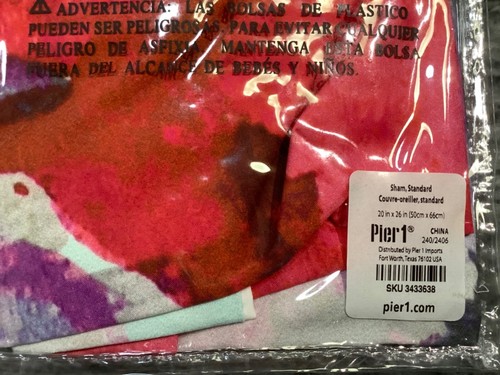 ⚠ ADVERTENCIA: LAS BOLSAS DE PLASTICO
PUEDEN SER PELIGROSAS. PARA EVITAR CUALQUIER
PELIGRO DE ASFIXIA MANTENGA ESTA BOLSA
FUERA DEL ALCANCE DE BEBÉS Y NIÑOS.
Sham, Standard
Couvre-oreiller, standard
20 in x 26 in (50cm x 66cm)
Pier1® CHINA
240/2406
Distributed by Pier 1 Imports
Fort Worth, Texas 76102 USA
SKU 3433638
pier1.com